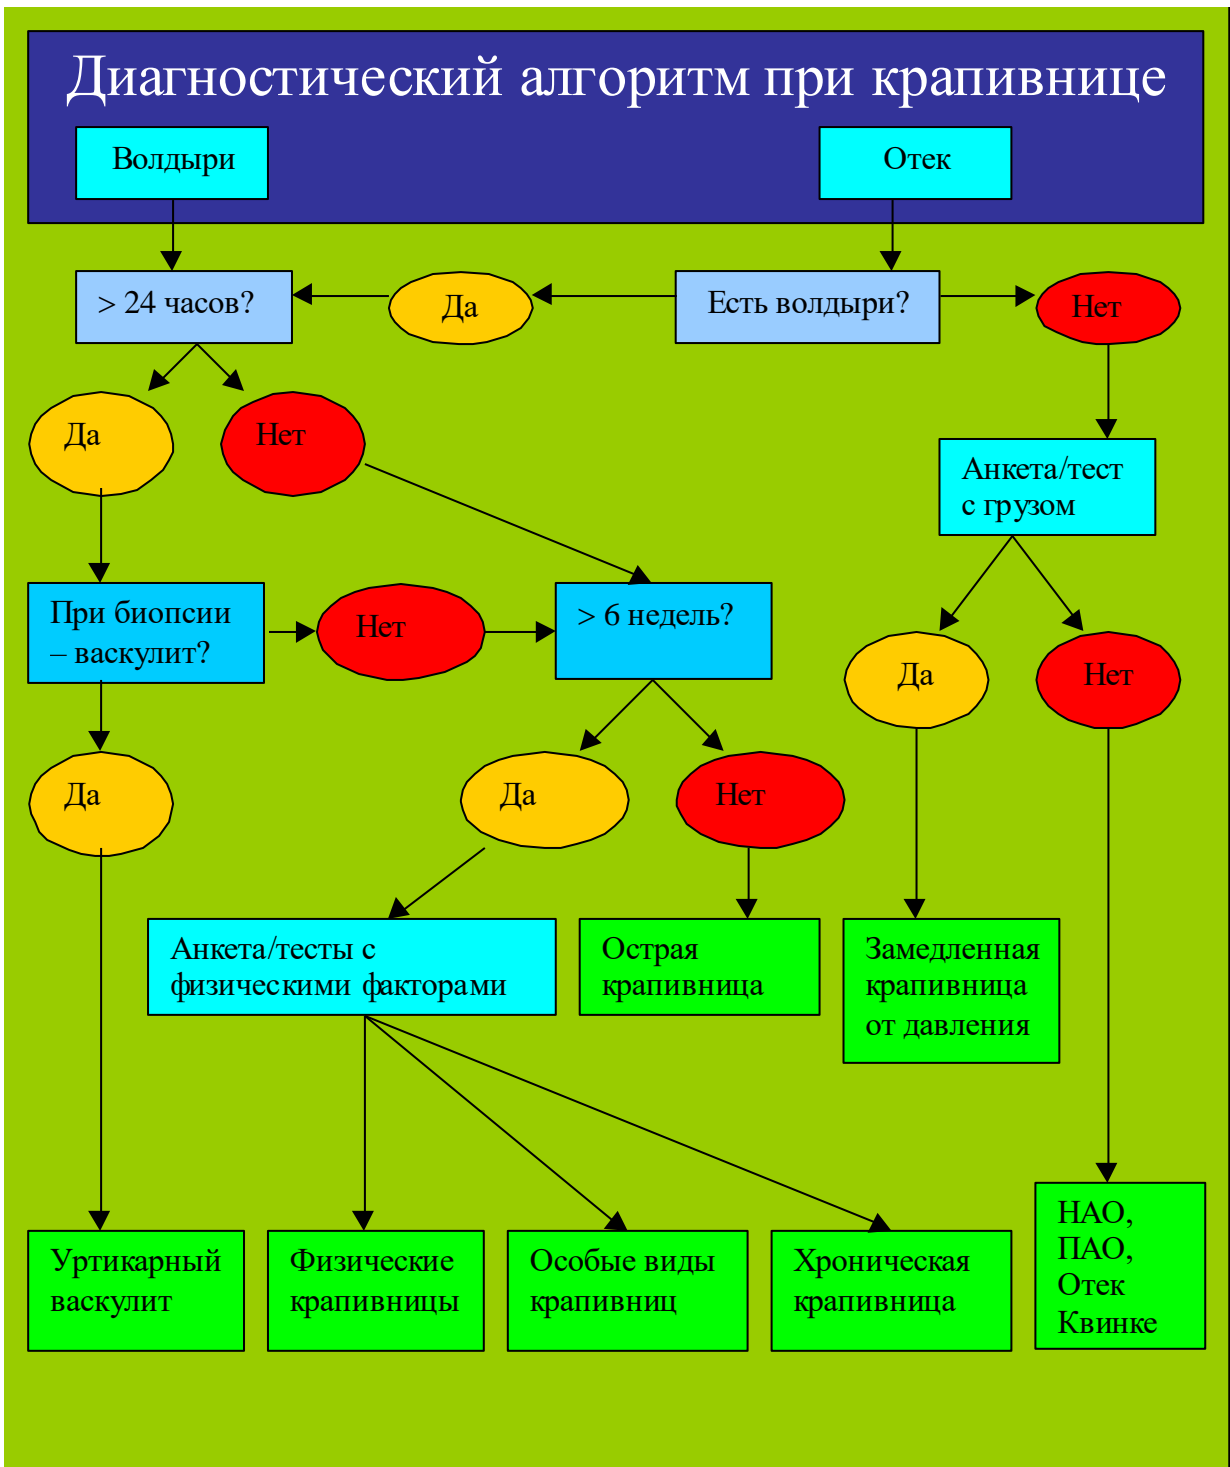 Диагностический алгоритм при крапивнице
Волдыри
Отек
> 24 часов?
Да
Есть волдыри?
Нет
Да
Нет
Анкета/тест
с грузом
При биопсии
– васкулит?
Нет
> 6 недель?
Да
Нет
Да
Да
Нет
Анкета/тесты с
физическими факторами
Острая
крапивница
Замедленная
крапивница
от давления
Уртикарный
васкулит
Физические
крапивницы
Особые виды
крапивниц
Хроническая
крапивница
НАО,
ПАО,
Отек
Квинке